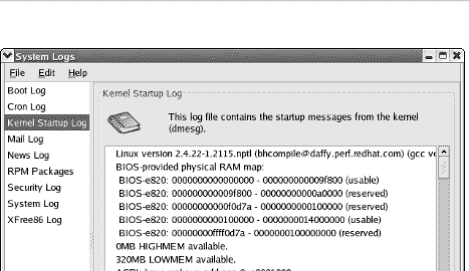 System Logs
File Edit Help
Boot Log
Cron Log
Kernel Startup Log
Mail Log
News Log
RPM Packages
Security Log
System Log
XFree86 Log
Kernel Startup Log
This log file contains the startup messages from the kernel
(dmesg).
Linux version 2.4.22-1.2115.nptl (bhcompile@daffy.perf.redhat.com) (gcc
BIOS-provided physical RAM map:
BIOS-e820: 0000000000000000 - 000000000009f800 (usable)
BIOS-e820: 000000000009f800 - 00000000000a0000 (reserved)
BIOS-e820: 00000000000f0d7a - 0000000000100000 (reserved)
BIOS-e820: 0000000000100000 - 0000000014000000 (usable)
BIOS-e820: 00000000ffff0d7a - 0000000100000000 (reserved)
0MB HIGHMEM available.
320MB LOWMEM available.